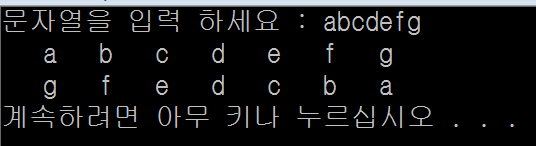 문자열을 입력 하세요 : abcdefg
a b c d e f g
g f e d c b a
계속하려면 아무 키나 누르십시오 . . .